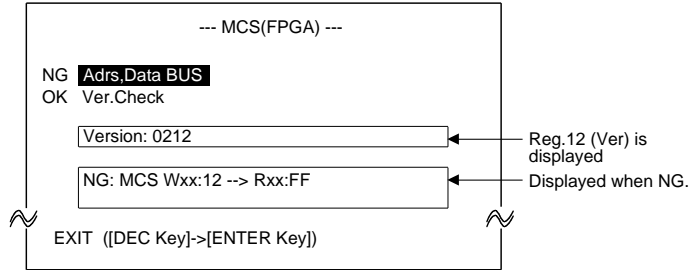 --- MCS(FPGA) ---
NG Adrs,Data BUS
OK Ver.Check
Version: 0212
Reg.12 (Ver) is
displayed
NG: MCS Wxx:12 --> Rxx:FF
Displayed when NG.
EXIT ([DEC Key]->[ENTER Key])